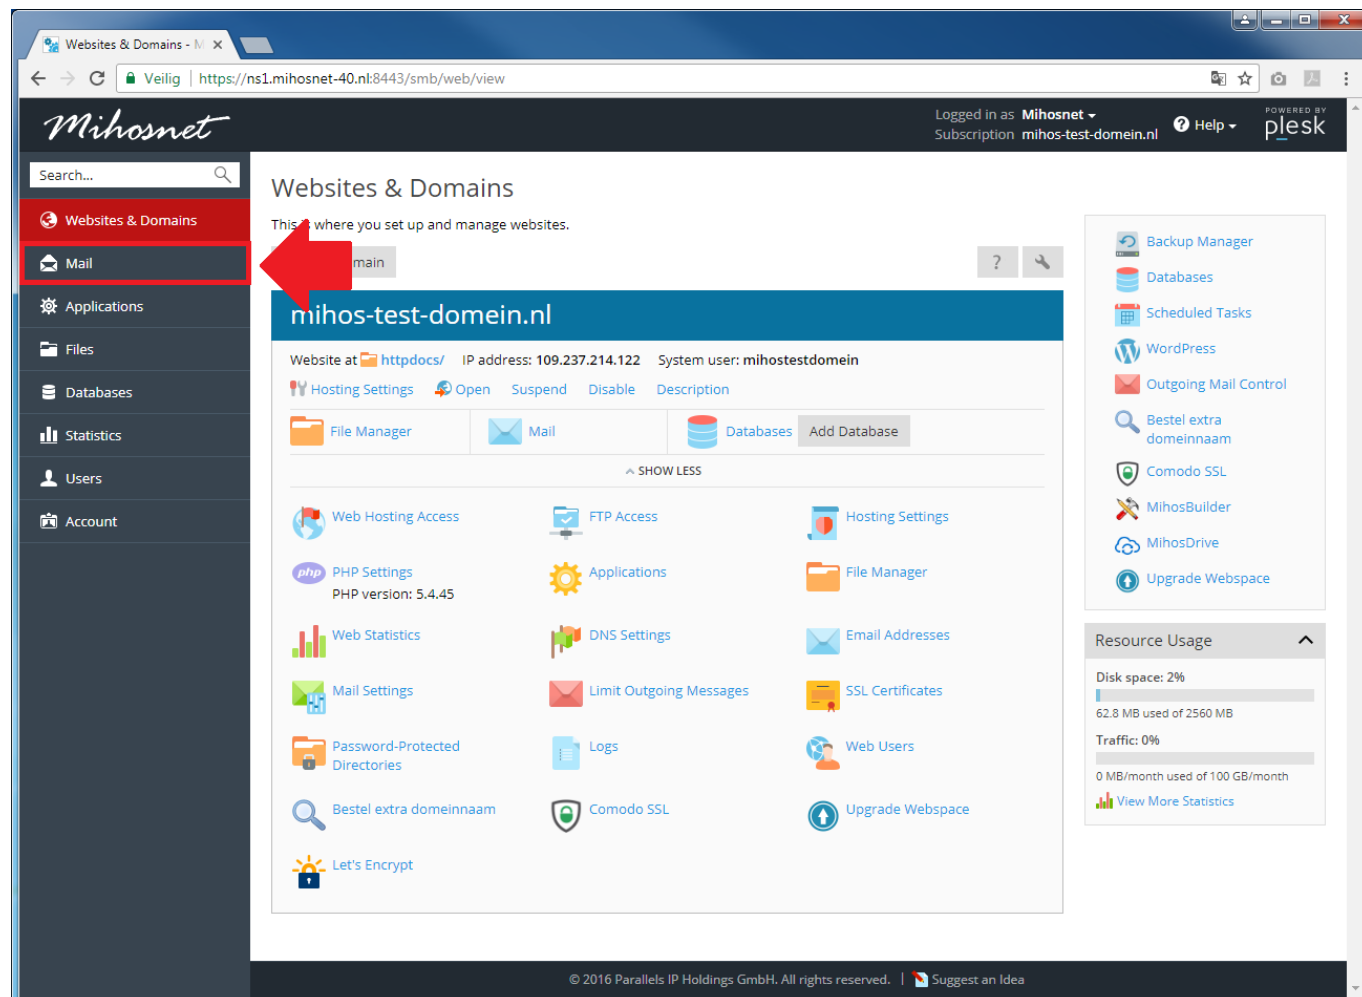 Websites & Domains - M
Veilig | https://ns1.mihosnet-40.nl:8443/smb/web/view
Mihosnet
Logged in as Mihosnet
Subscription mihos-test-domein.nl
Help
POWERED BY
plesk
Search...
Websites & Domains
Mail
Applications
Files
Databases
Statistics
Users
Account
Websites & Domains
This is where you set up and manage websites.
main
?
mihos-test-domein.nl
Website at httpdocs/ IP address: 109.237.214.122 System user: mihostestdomein
Hosting Settings Open Suspend Disable Description
File Manager Mail Databases Add Database
SHOW LESS
Web Hosting Access FTP Access Hosting Settings
php PHP Settings Applications File Manager
PHP version: 5.4.45
Web Statistics DNS Settings Email Addresses
Mail Settings Limit Outgoing Messages SSL Certificates
Password-Protected Logs Web Users
Directories
Bestel extra domeinnaam Comodo SSL Upgrade Webspace
Let's Encrypt
Backup Manager
Databases
Scheduled Tasks
WordPress
Outgoing Mail Control
Bestel extra
domeinnaam
Comodo SSL
MihosBuilder
MihosDrive
Upgrade Webspace
Resource Usage
Disk space: 2%
62.8 MB used of 2560 MB
Traffic: 0%
0 MB/month used of 100 GB/month
View More Statistics
© 2016 Parallels IP Holdings GmbH. All rights reserved. | Suggest an Idea